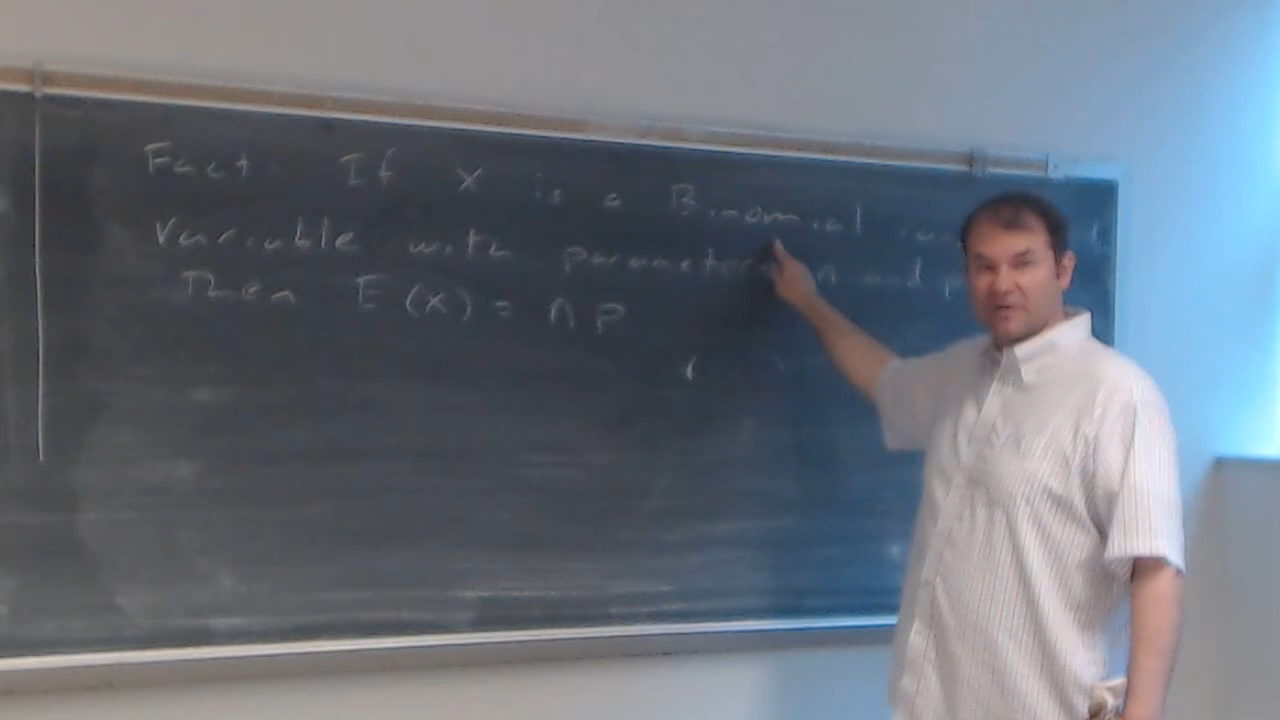 Fact: If X is a Binomial
Variable with parameters n and p
Then E(X) = np